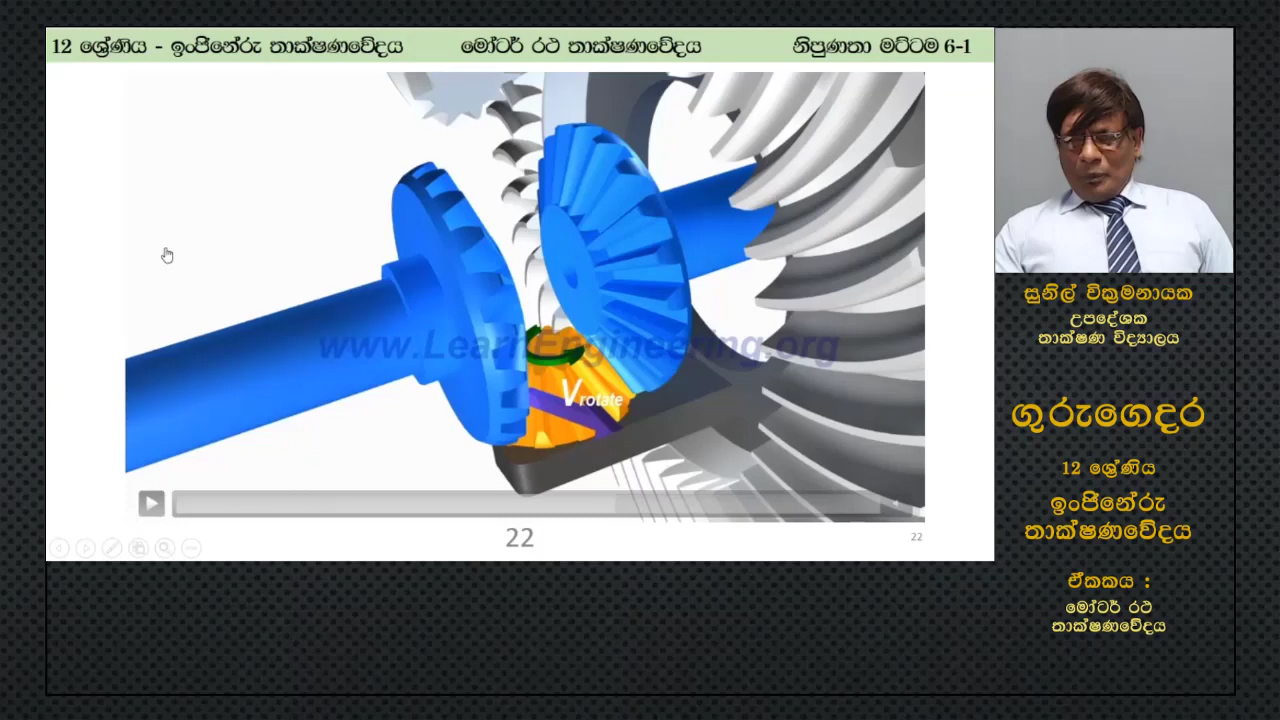 12 ශ්‍රේණිය - ඉංජිනේරු තාක්ෂණවේදය මෝටර් රථ තාක්ෂණවේදය නිපුණතා මට්ටම 6-1
www.LearnEngineering.org
V rotate
22
22
සුනිල් වික්‍රමනායක
උපදේශක
තාක්ෂණ විද්‍යාලය
ගුරුගෙදර
12 ශ්‍රේණිය
ඉංජිනේරු
තාක්ෂණවේදය
ඒකකය :
මෝටර් රථ
තාක්ෂණවේදය